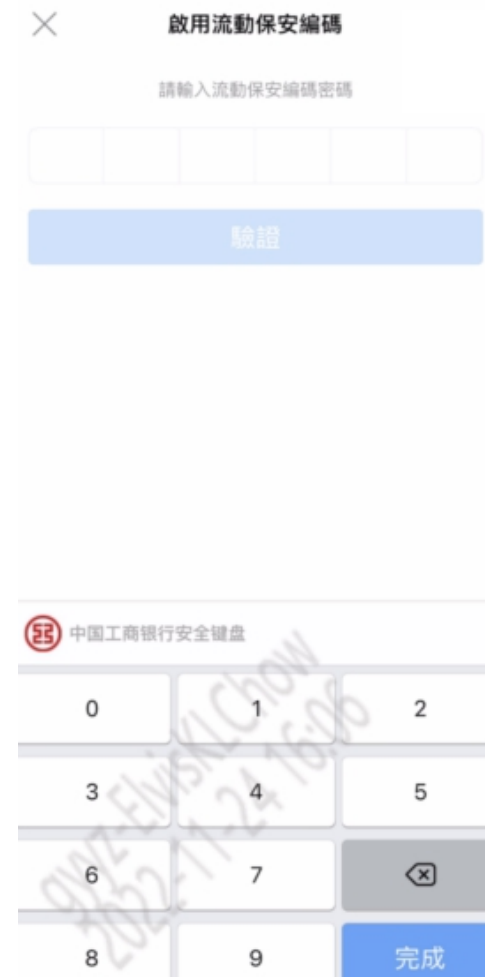 啟用流動保安編碼
請輸入流動保安編碼密碼
驗證
中国工商银行安全键盘
0 1 2
3 4 5
6 7
8 9 完成
gwz-ElvisKLChow
2022-11-24 16:06